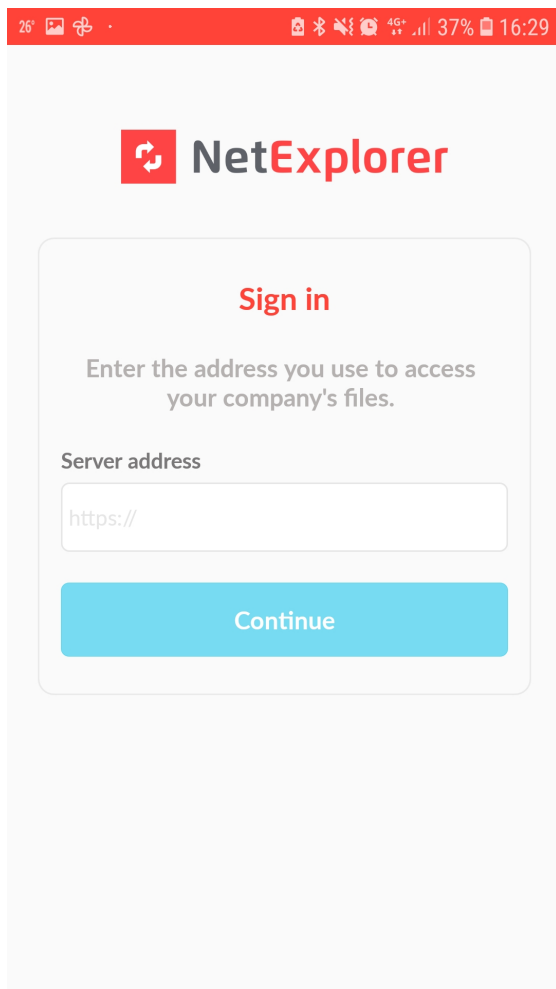 26°
4G+
37%
16:29
NetExplorer
Sign in
Enter the address you use to access
your company's files.
Server address
https://
Continue